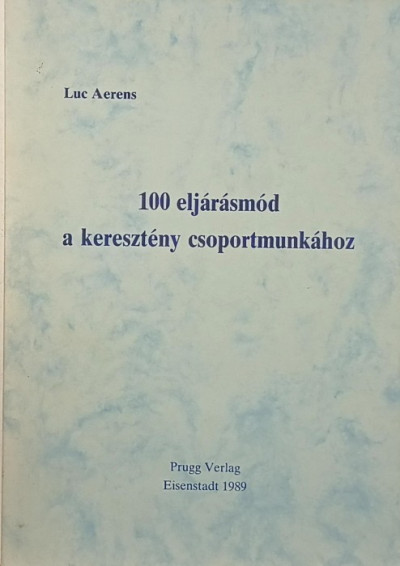 Luc Aerens
100 eljárásmód
a keresztény csoportmunkához
Prugg Verlag
Eisenstadt 1989